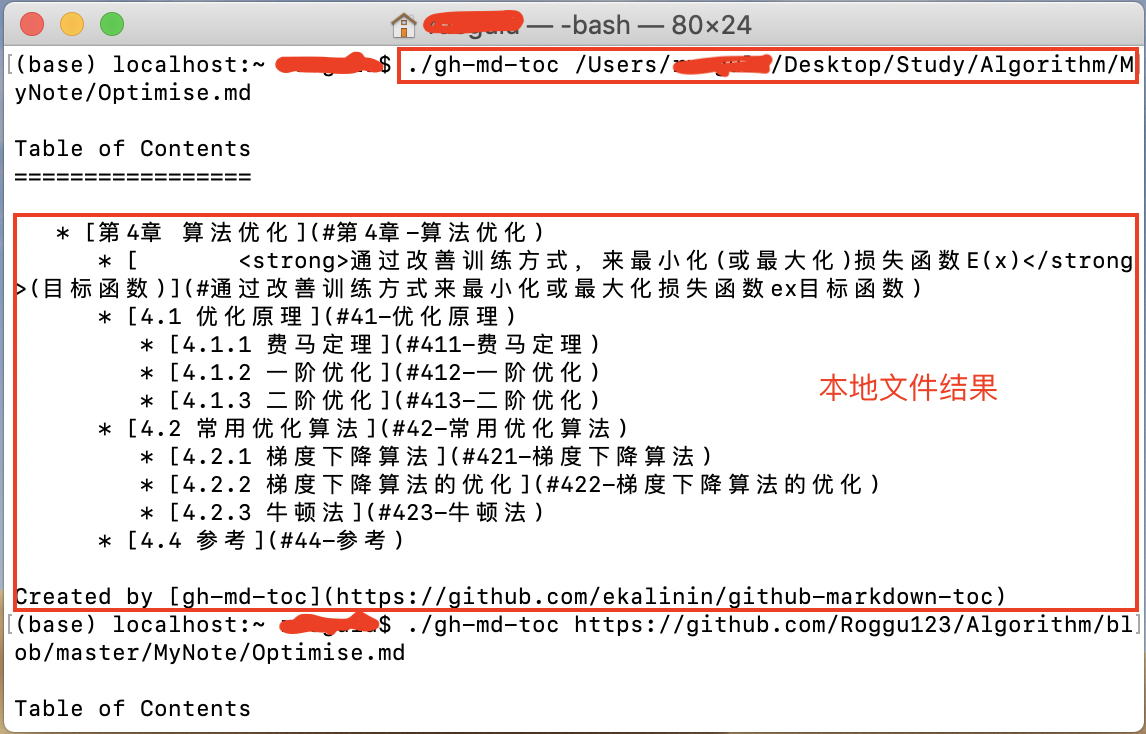 — -bash — 80×24
(base) localhost:~ $ ./gh-md-toc /Users/ /Desktop/Study/Algorithm/M
yNote/Optimise.md
Table of Contents
=================
* [第4章 算法优化](#第4章-算法优化)
* [ <strong>通过改善训练方式，来最小化(或最大化)损失函数E(x)</strong
>(目标函数)](#通过改善训练方式来最小化或最大化损失函数ex目标函数)
* [4.1 优化原理](#41-优化原理)
* [4.1.1 费马定理](#411-费马定理)
* [4.1.2 一阶优化](#412-一阶优化)
* [4.1.3 二阶优化](#413-二阶优化)
本地文件结果
* [4.2 常用优化算法](#42-常用优化算法)
* [4.2.1 梯度下降算法](#421-梯度下降算法)
* [4.2.2 梯度下降算法的优化](#422-梯度下降算法的优化)
* [4.2.3 牛顿法](#423-牛顿法)
* [4.4 参考](#44-参考)
Created by [gh-md-toc](https://github.com/ekalinin/github-markdown-toc)
(base) localhost:~ $ ./gh-md-toc https://github.com/Roggu123/Algorithm/bl
ob/master/MyNote/Optimise.md
Table of Contents